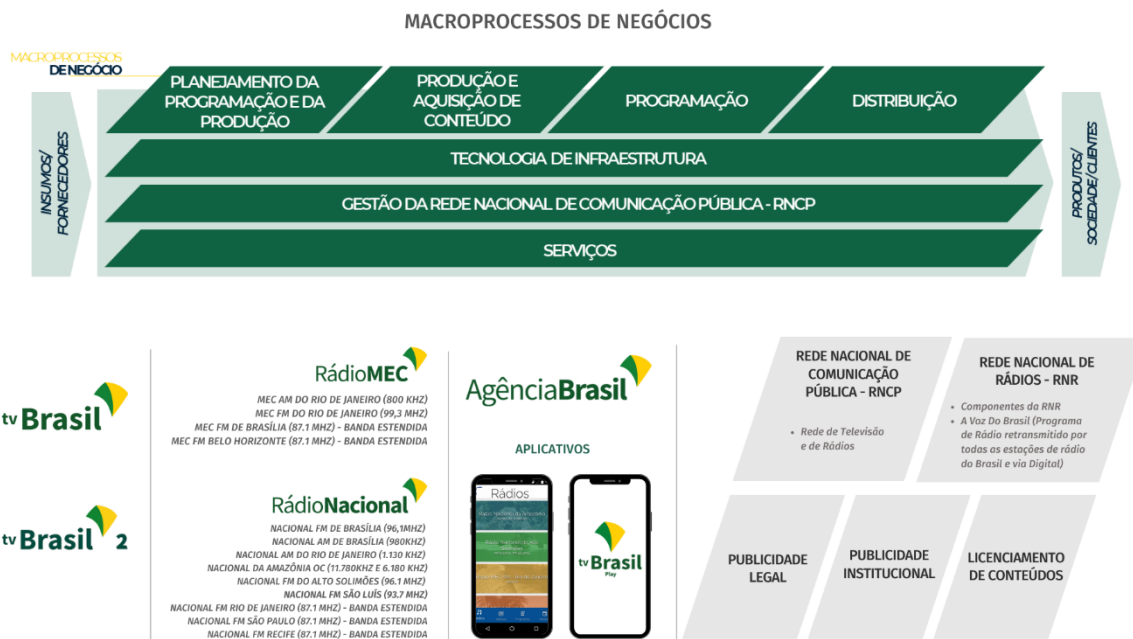 MACROPROCESSOS DE NEGÓCIOS
MACROPROCESSOS
DE NEGÓCIO
INSUMOS/
FORNECEDORES
PLANEJAMENTO DA
PROGRAMAÇÃO E DA
PRODUÇÃO
PRODUÇÃO E
AQUISIÇÃO DE
CONTEÚDO
PROGRAMAÇÃO
DISTRIBUIÇÃO
TECNOLOGIA DE INFRAESTRUTURA
GESTÃO DA REDE NACIONAL DE COMUNICAÇÃO PÚBLICA - RNCP
SERVIÇOS
PRODUTOS/
SOCIEDADE/CLIENTES
tv Brasil
tv Brasil 2
RádioMEC
MEC AM DO RIO DE JANEIRO (800 KHZ)
MEC FM DO RIO DE JANEIRO (99,3 MHZ)
MEC FM DE BRASÍLIA (87.1 MHZ) - BANDA ESTENDIDA
MEC FM BELO HORIZONTE (87.1 MHZ) - BANDA ESTENDIDA
RádioNacional
NACIONAL FM DE BRASÍLIA (96,1MHZ)
NACIONAL AM DE BRASÍLIA (980KHZ)
NACIONAL AM DO RIO DE JANEIRO (1.130 KHZ)
NACIONAL DA AMAZÔNIA OC (11.780KHZ E 6.180 KHZ)
NACIONAL FM DO ALTO SOLIMÕES (96.1 MHZ)
NACIONAL FM SÃO LUÍS (93.7 MHZ)
NACIONAL FM RIO DE JANEIRO (87.1 MHZ) - BANDA ESTENDIDA
NACIONAL FM SÃO PAULO (87.1 MHZ) - BANDA ESTENDIDA
NACIONAL FM RECIFE (87.1 MHZ) - BANDA ESTENDIDA
AgênciaBrasil
APLICATIVOS
Rádios
tv Brasil
Play
REDE NACIONAL DE
COMUNICAÇÃO
PÚBLICA - RNCP
• Rede de Televisão
e de Rádios
REDE NACIONAL DE
RÁDIOS - RNR
• Componentes da RNR
• A Voz Do Brasil (Programa
de Rádio retransmitido por
todas as estações de rádio
do Brasil e via Digital)
PUBLICIDADE
LEGAL
PUBLICIDADE
INSTITUCIONAL
LICENCIAMENTO
DE CONTEÚDOS